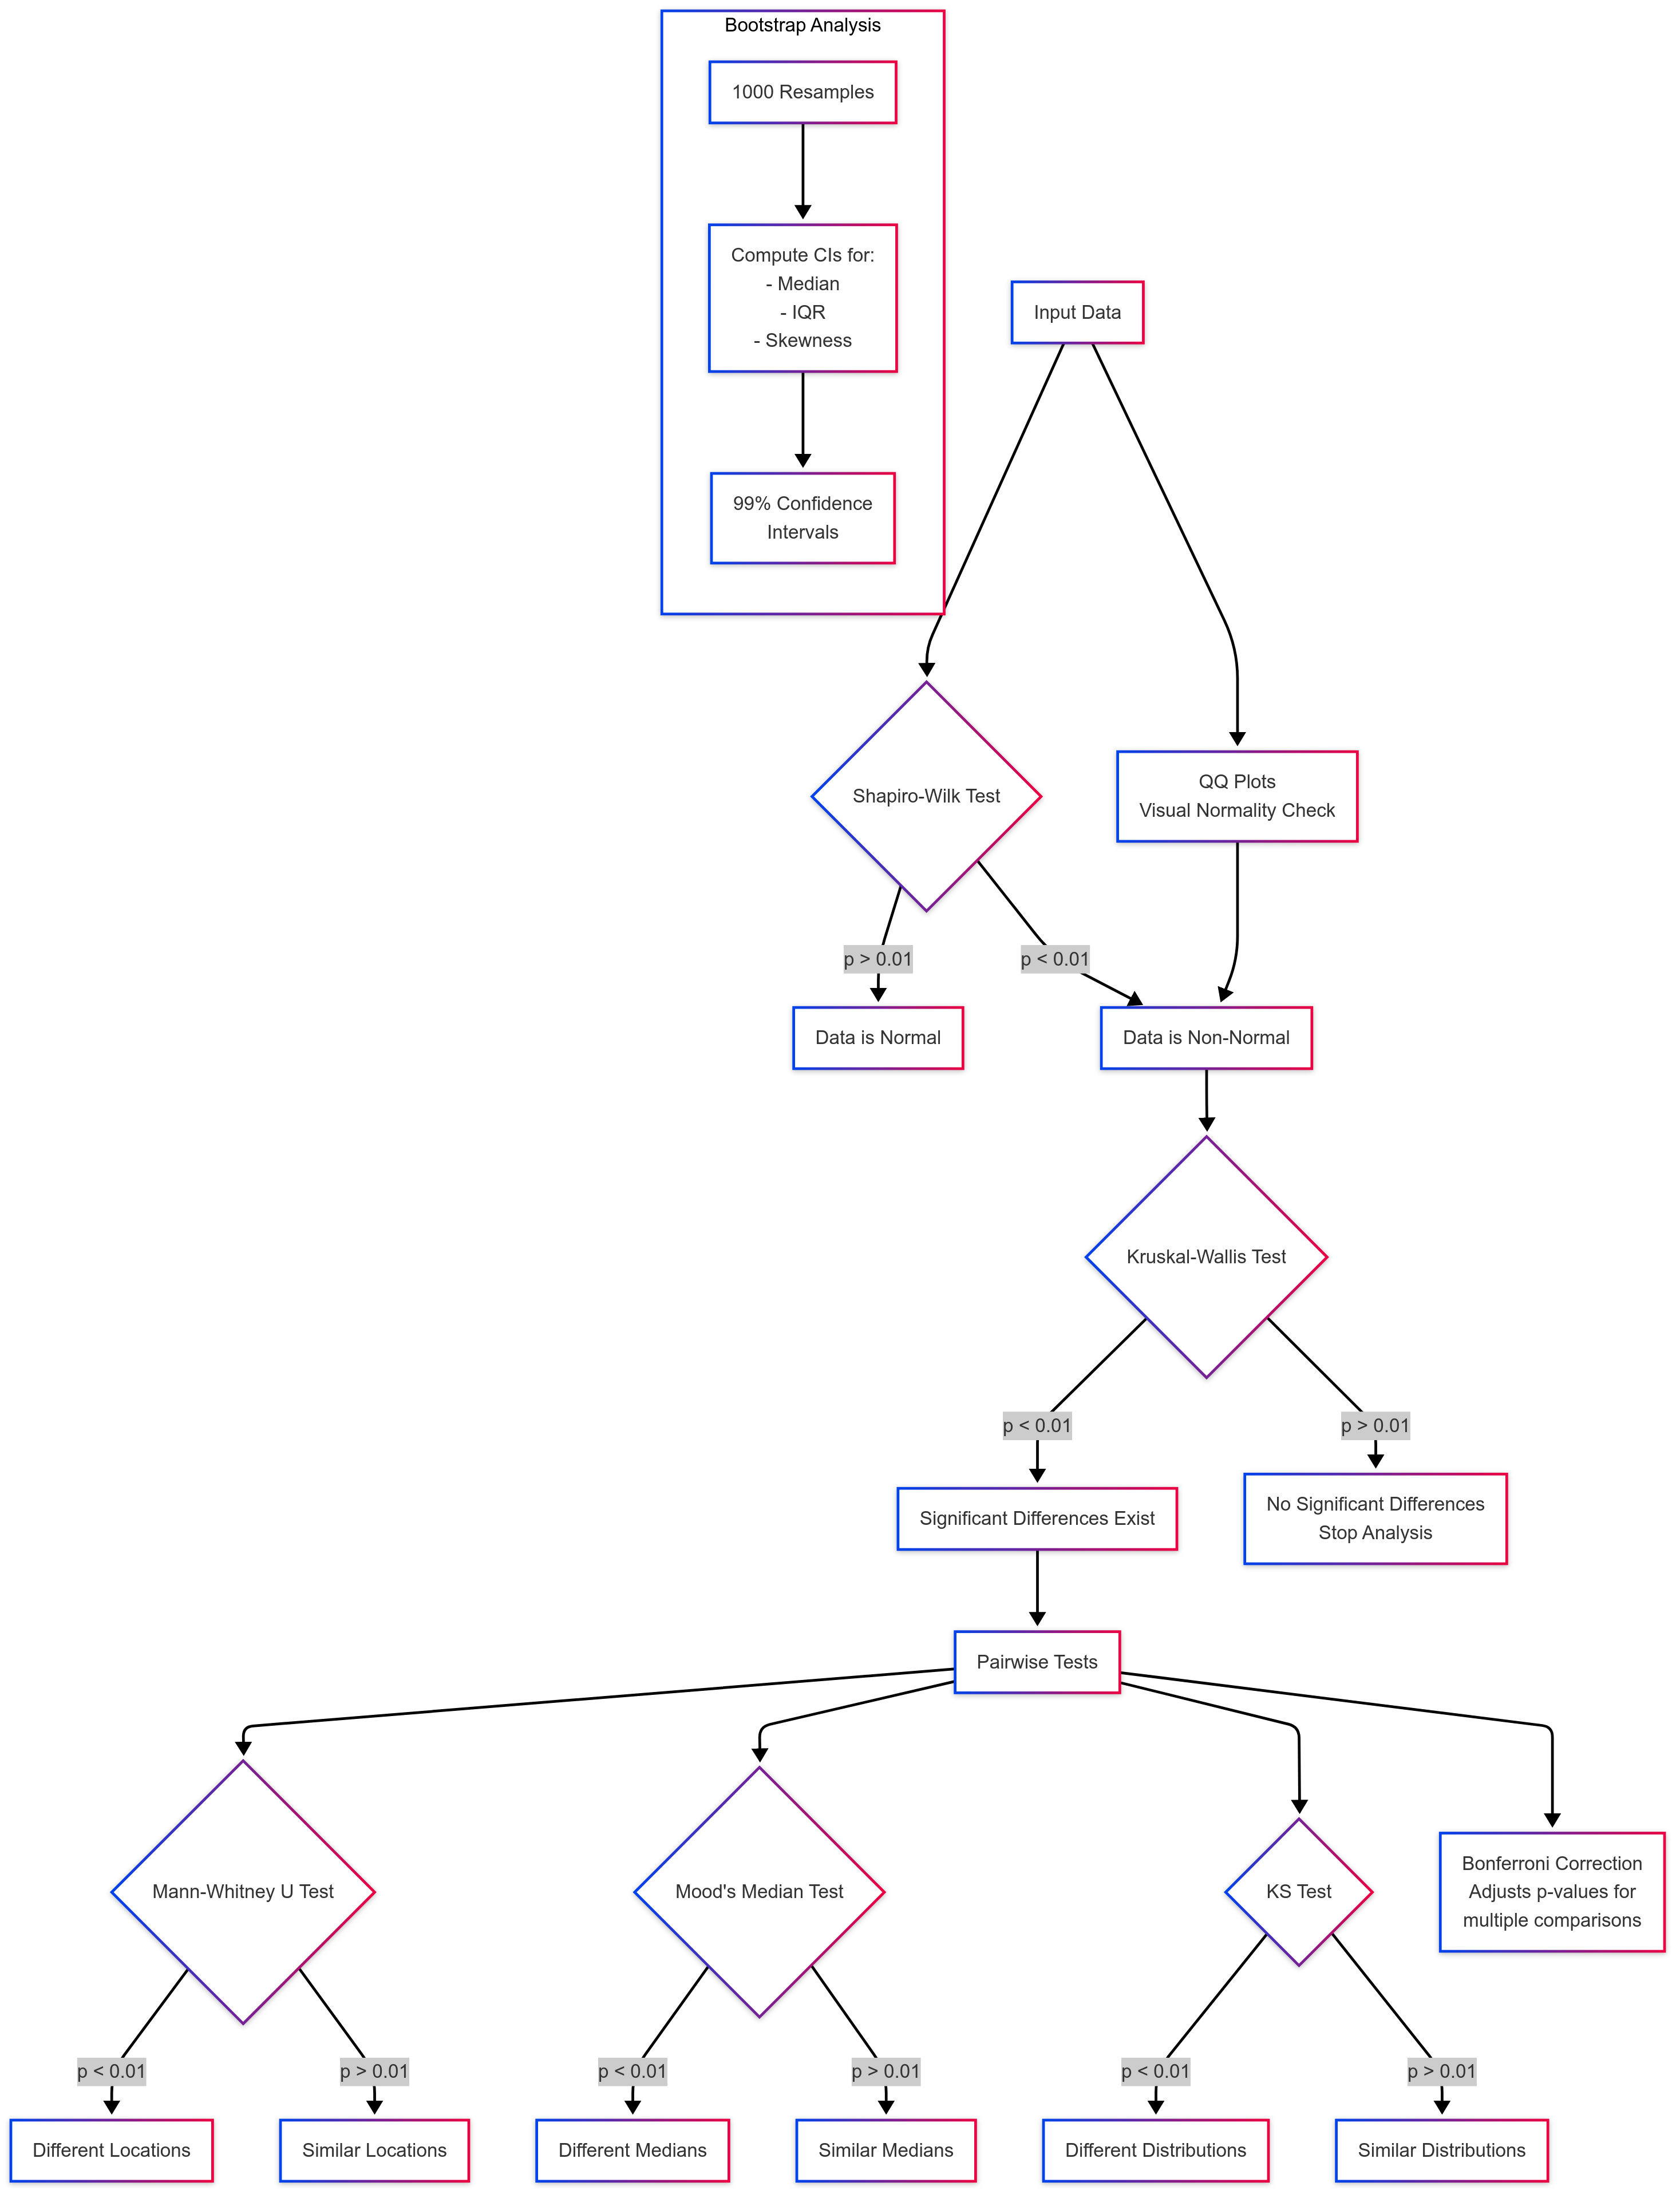 Bootstrap Analysis
1000 Resamples
Compute CIs for:
- Median
- IQR
- Skewness
99% Confidence
Intervals
Input Data
Shapiro-Wilk Test
QQ Plots
Visual Normality Check
p > 0.01
p < 0.01
Data is Normal
Data is Non-Normal
Kruskal-Wallis Test
p < 0.01
p > 0.01
Significant Differences Exist
No Significant Differences
Stop Analysis
Pairwise Tests
Mann-Whitney U Test
Mood's Median Test
KS Test
Bonferroni Correction
Adjusts p-values for
multiple comparisons
p < 0.01
p > 0.01
p < 0.01
p > 0.01
p < 0.01
p > 0.01
Different Locations
Similar Locations
Different Medians
Similar Medians
Different Distributions
Similar Distributions